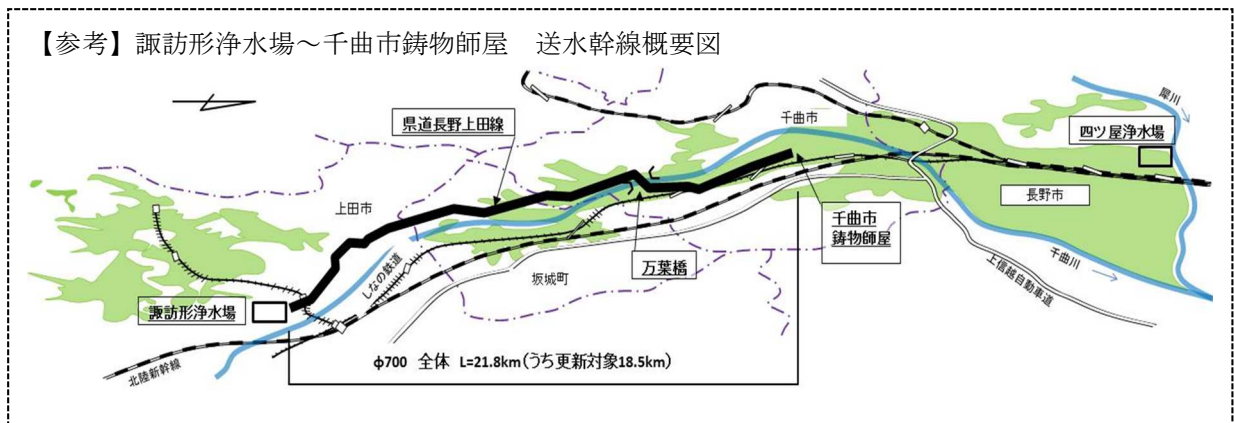 【参考】諏訪形浄水場~千曲市鋳物師屋 送水幹線概要図
犀川
千曲市
県道長野上田線
四ツ屋浄水場
上田市
長野市
千曲市
鋳物師屋
しなの鉄道
万葉橋
千曲川
坂城町
上信越自動車道
諏訪形浄水場
φ700 全体 L=21.8km(うち更新対象18.5km)
北陸新幹線